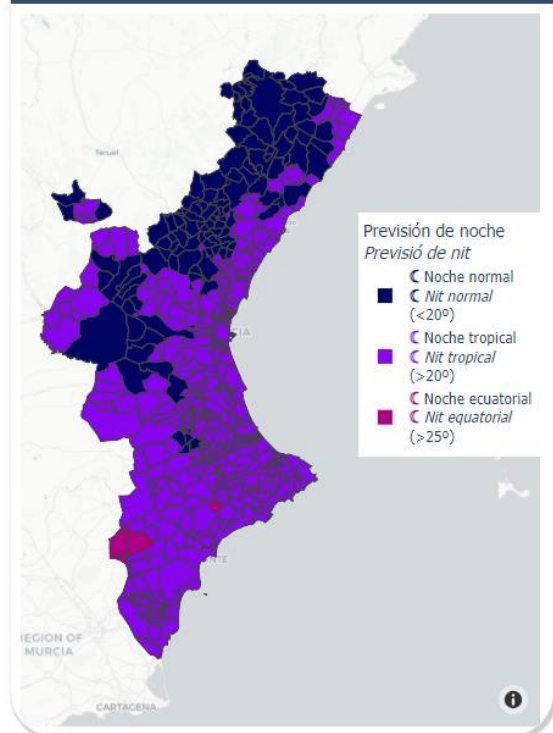 Teruel
Previsión de noche
Previsió de nit
Noche normal
Nit normal
(<20º)
Noche tropical
Nit tropical
(>20º)
Noche ecuatorial
Nit equatorial
(>25º)
CIA
NTE
REGION OF
MURCIA
CARTAGENA
i